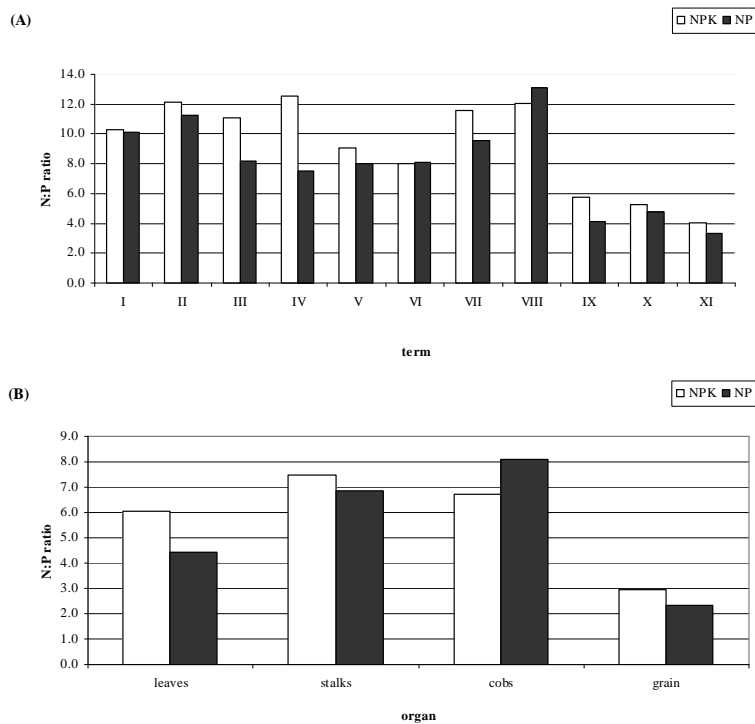 (A)
NPK NP
N:P ratio
14.0
12.0
10.0
8.0
6.0
4.0
2.0
0.0
I II III IV V VI VII VIII IX X XI
term
(B)
NPK NP
N:P ratio
9.0
8.0
7.0
6.0
5.0
4.0
3.0
2.0
1.0
0.0
leaves stalks cobs grain
organ